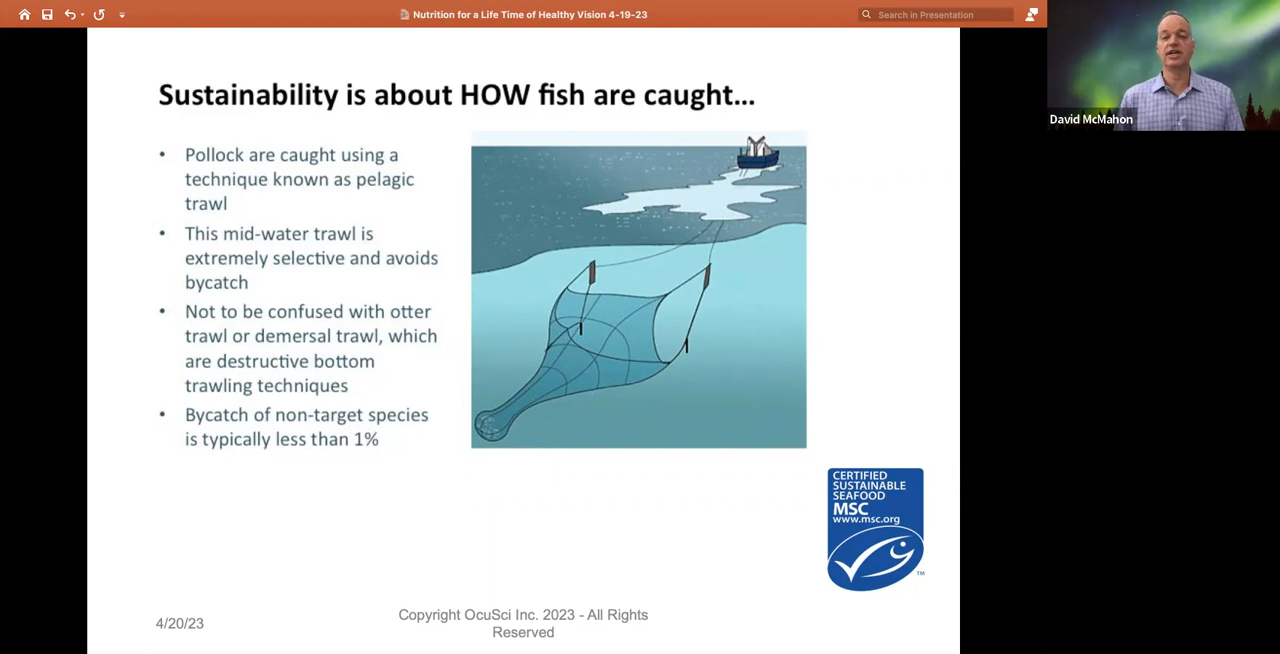 Nutrition for a Life Time of Healthy Vision 4-19-23
Search in Presentation
David McMahon
Sustainability is about HOW fish are caught...
• Pollock are caught using a
technique known as pelagic
trawl
• This mid-water trawl is
extremely selective and avoids
bycatch
• Not to be confused with otter
trawl or demersal trawl, which
are destructive bottom
trawling techniques
• Bycatch of non-target species
is typically less than 1%
CERTIFIED
SUSTAINABLE
SEAFOOD
MSC
www.msc.org
TM
4/20/23
Copyright OcuSci Inc. 2023 - All Rights
Reserved